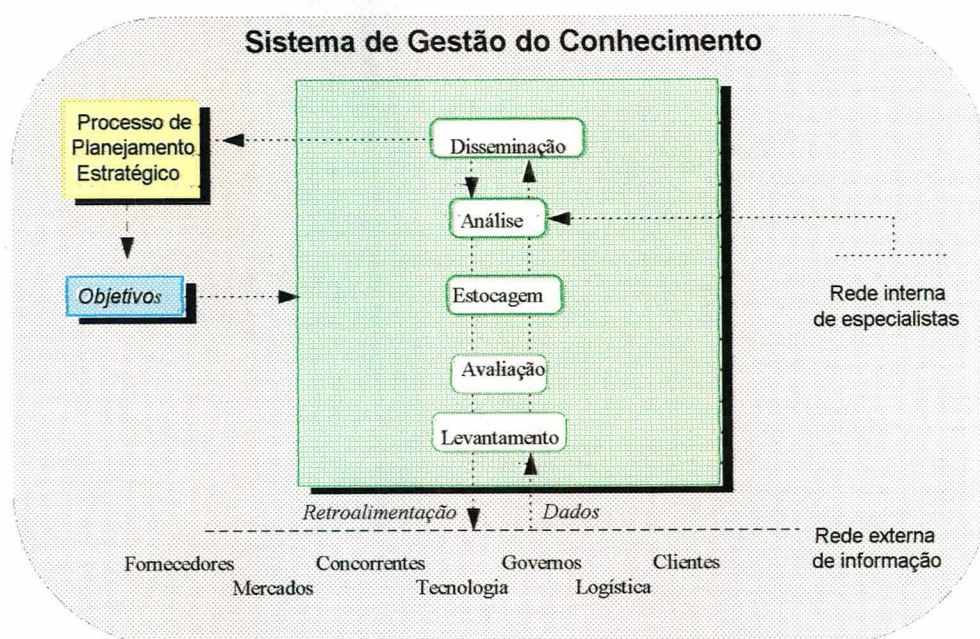 Sistema de Gestão do Conhecimento
Processo de
Planejamento
Estratégico
Objetivos
Disseminação
Análise
Estocagem
Avaliação
Levantamento
Rede interna
de especialistas
Retroalimentação
Dados
Rede externa
de informação
Fornecedores
Concorrentes
Governos
Clientes
Mercados
Tecnologia
Logística